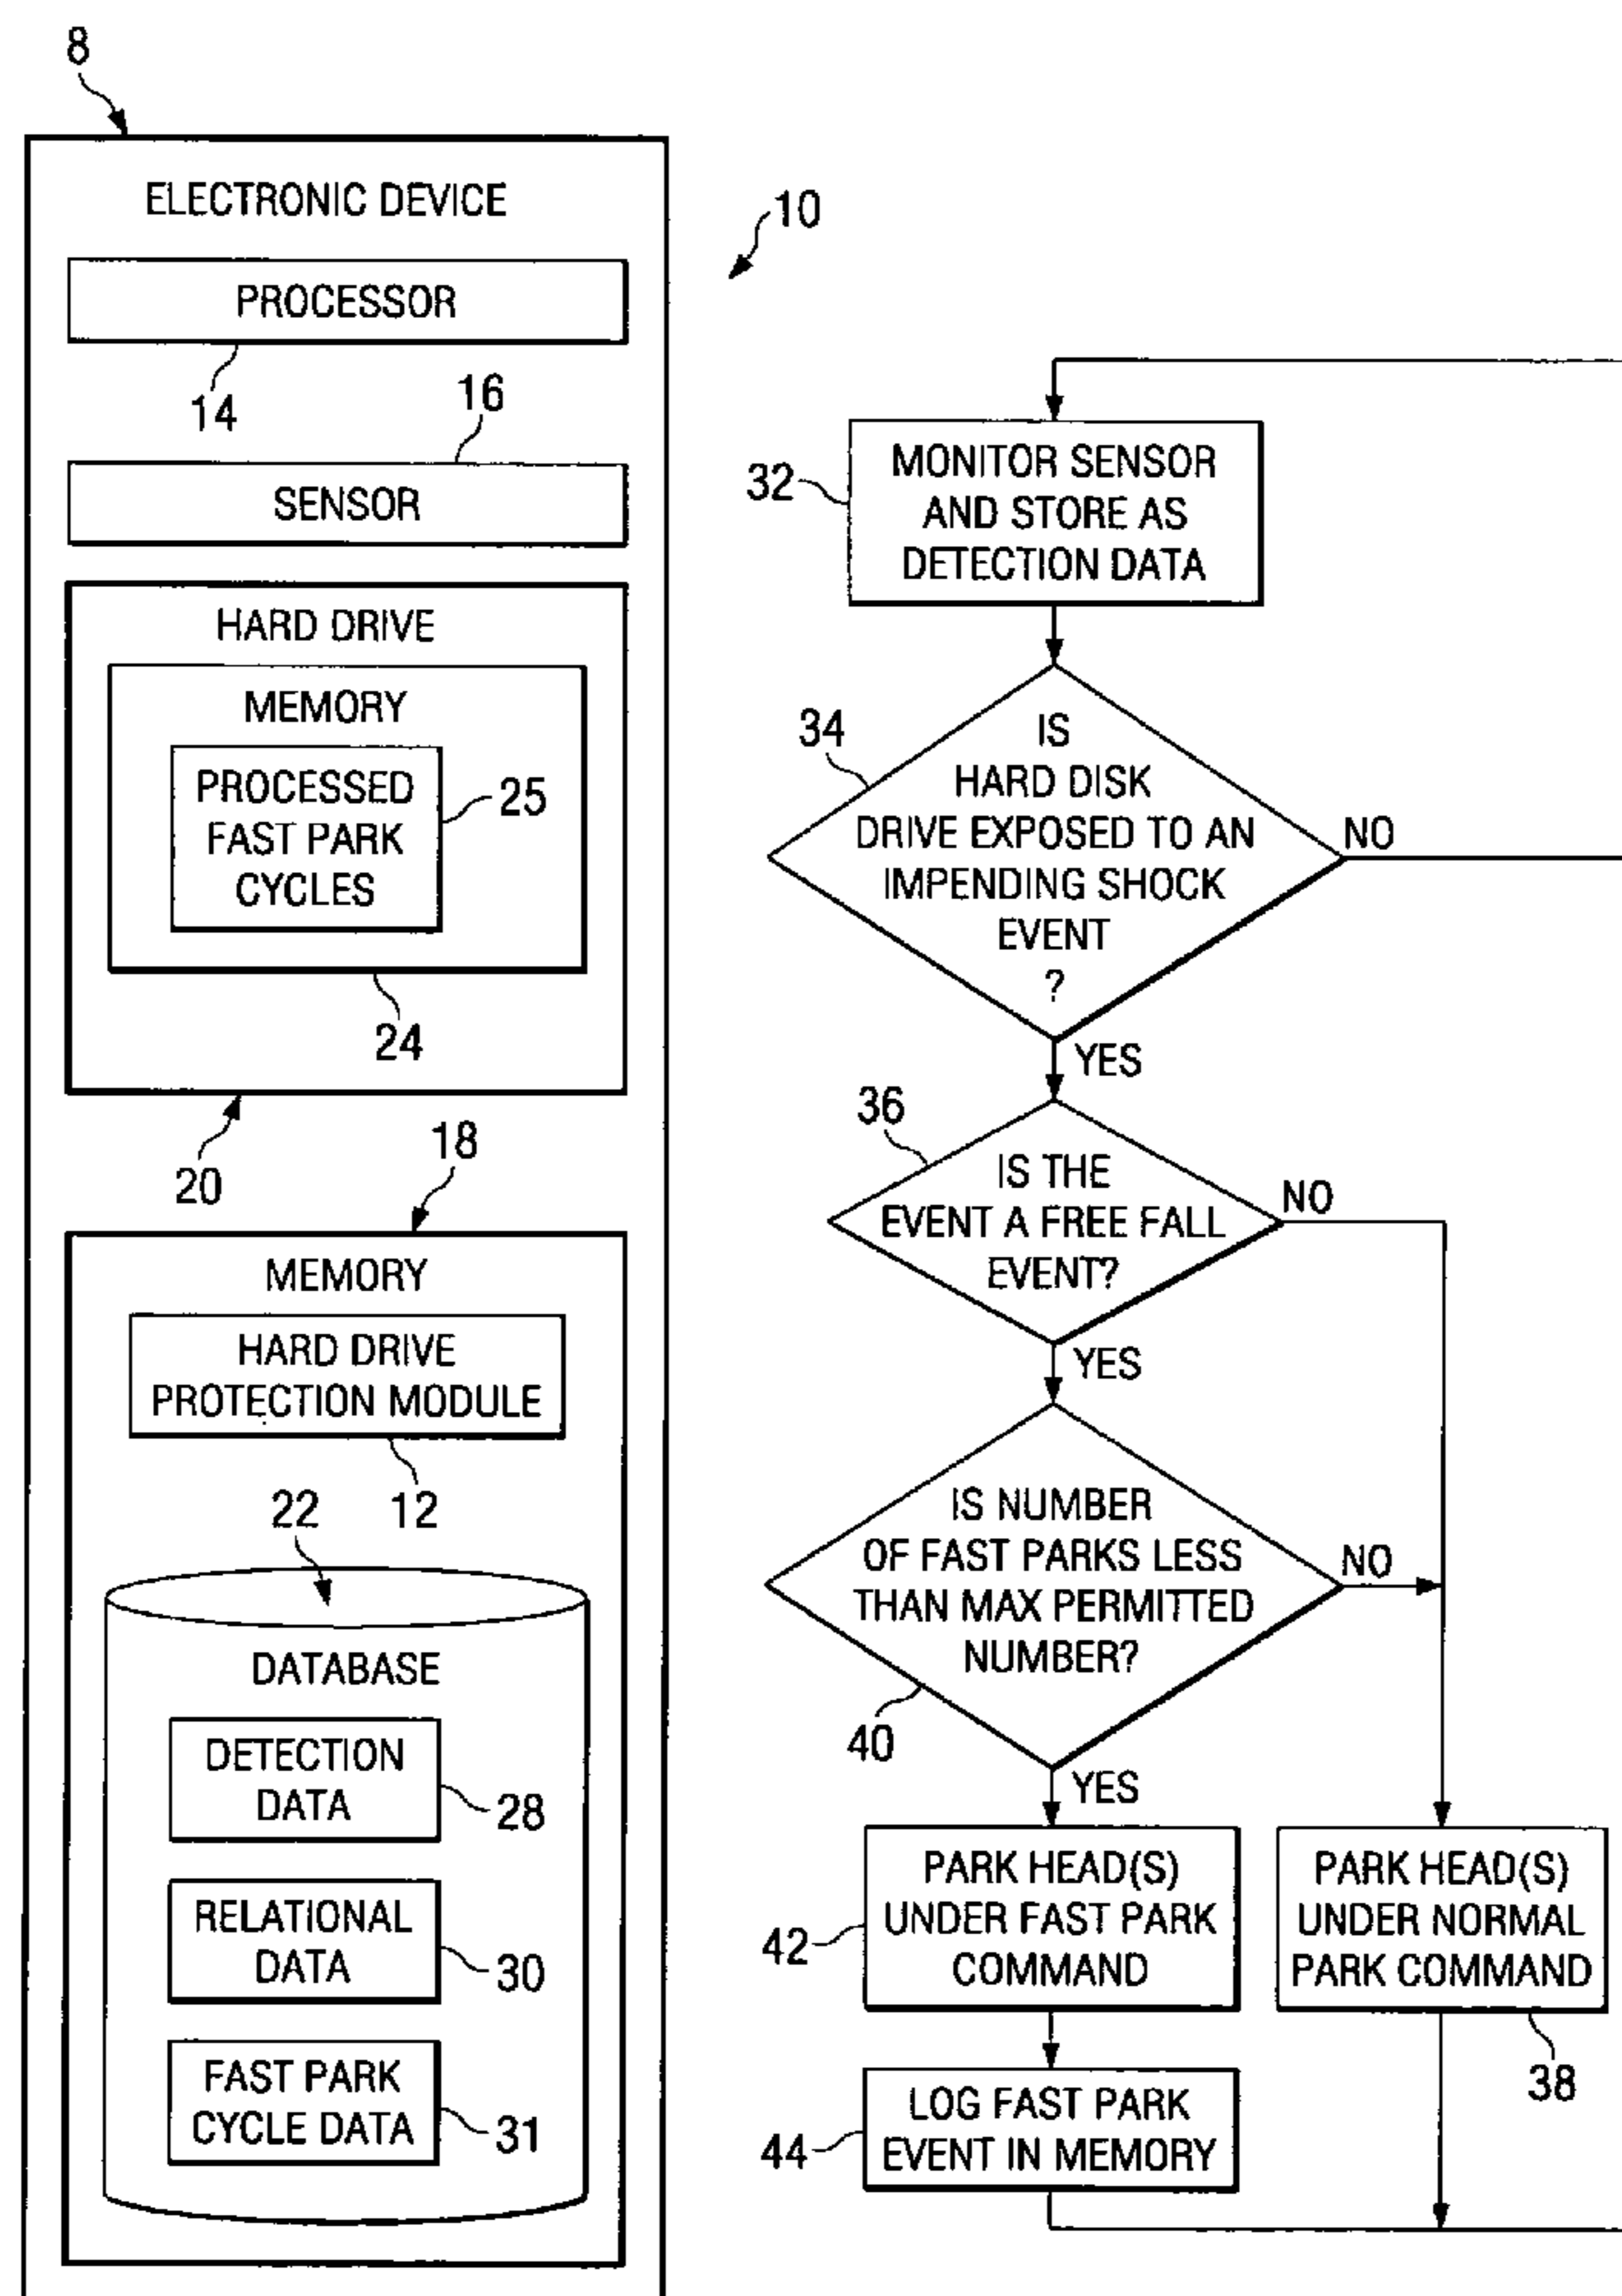 8
ELECTRONIC DEVICE
10
PROCESSOR
14
16
SENSOR
HARD DRIVE
MEMORY
PROCESSED
FAST PARK
CYCLES
25
24
20
18
MEMORY
HARD DRIVE
PROTECTION MODULE
12
22
DATABASE
DETECTION
DATA
28
RELATIONAL
DATA
30
FAST PARK
CYCLE DATA
31
32
MONITOR SENSOR
AND STORE AS
DETECTION DATA
34
IS
HARD DISK
DRIVE EXPOSED TO AN
IMPENDING SHOCK
EVENT
?
NO
YES
36
IS THE
EVENT A FREE FALL
EVENT?
NO
YES
IS NUMBER
OF FAST PARKS LESS
THAN MAX PERMITTED
NUMBER?
NO
40
YES
42
PARK HEAD(S)
UNDER FAST PARK
COMMAND
PARK HEAD(S)
UNDER NORMAL
PARK COMMAND
38
44
LOG FAST PARK
EVENT IN MEMORY